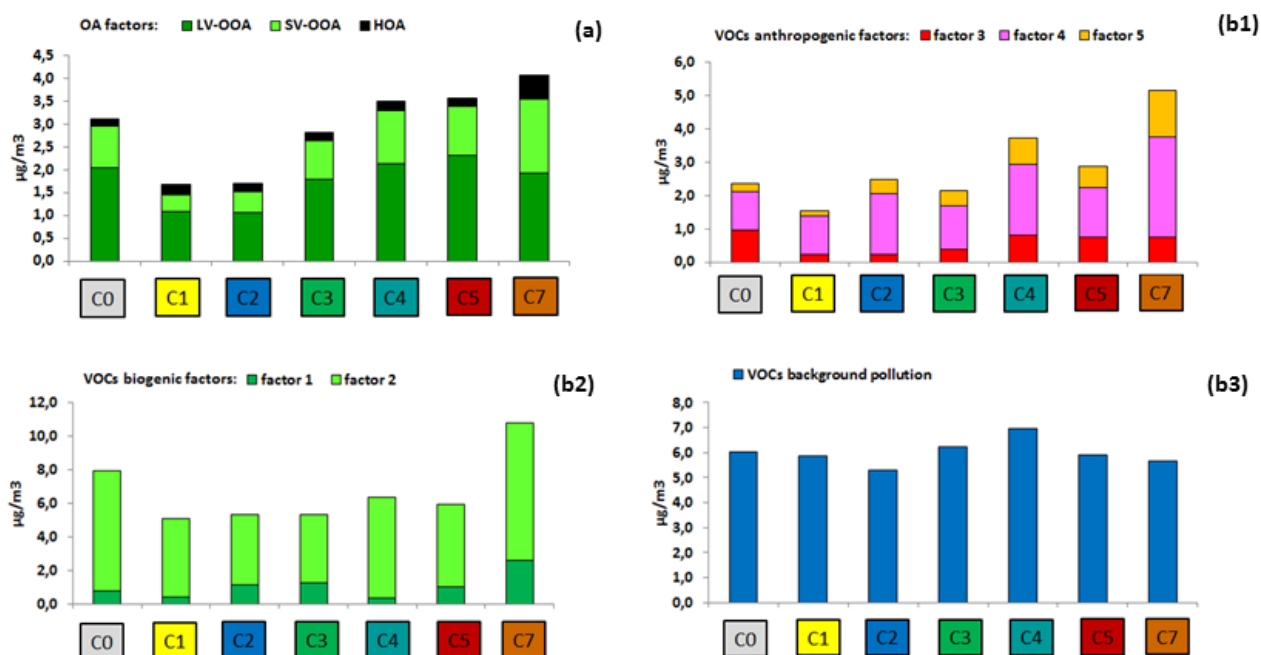 OA factors: LV-OOA SV-OOA HOA (a)
4,5
4,0
3,5
3,0
2,5
2,0
1,5
1,0
0,5
0,0
µg/m3
C0 C1 C2 C3 C4 C5 C7
VOCs anthropogenic factors: factor 3 factor 4 factor 5 (b1)
6,0
5,0
4,0
3,0
2,0
1,0
0,0
µg/m3
C0 C1 C2 C3 C4 C5 C7
VOCs biogenic factors: factor 1 factor 2 (b2)
12,0
10,0
8,0
6,0
4,0
2,0
0,0
µg/m3
C0 C1 C2 C3 C4 C5 C7
VOCs background pollution (b3)
8,0
7,0
6,0
5,0
4,0
3,0
2,0
1,0
0,0
µg/m3
C0 C1 C2 C3 C4 C5 C7